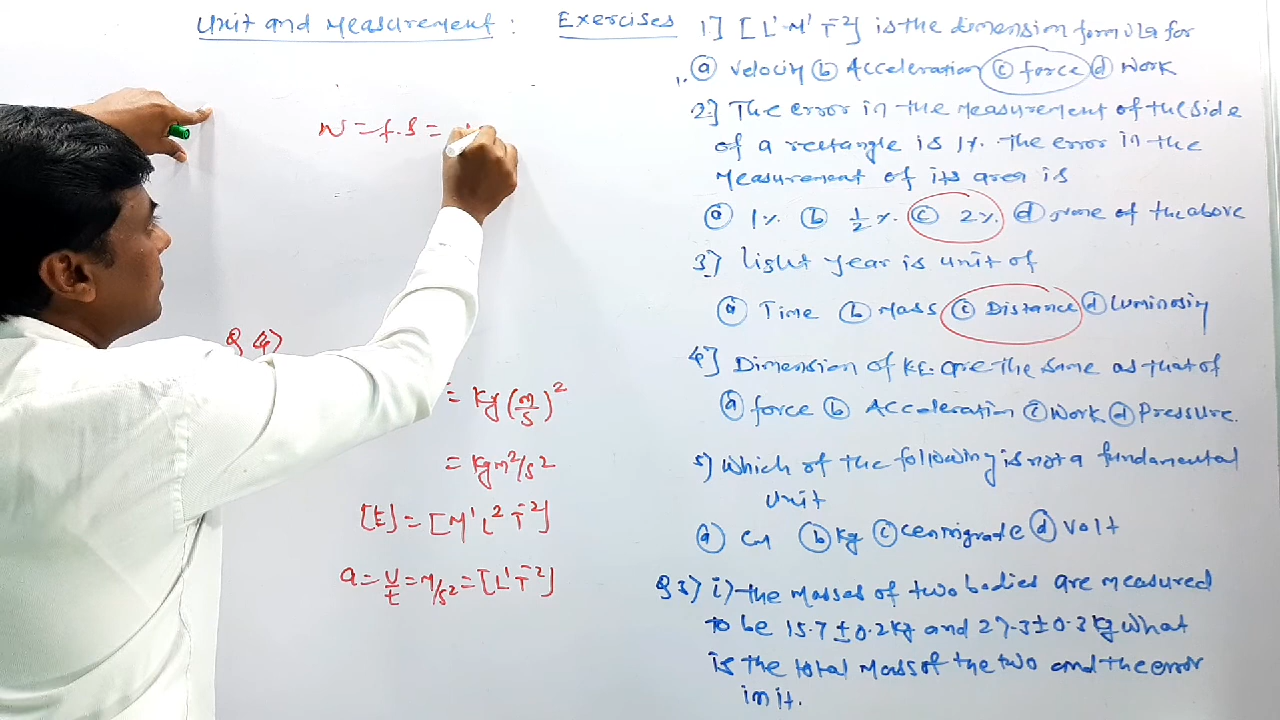 Unit and Measurement : Exercises
W = f.s =
Q 4)
= Kg (m/s)²
= Kgm²/s²
[E] = [M¹ L² T⁻²]
a = v/t = m/s² = [L¹ T⁻²]
1.] [L¹ M¹ T⁻²] is the dimension formula for
1. (a) Velocity (b) Acceleration (c) force (d) Work
2.] The error in the measurement of the side
of a rectangle is 1%. The error in the
measurement of its area is
(a) 1%. (b) 1/2 %. (c) 2%. (d) none of the above
3] light year is unit of
(a) Time (b) mass (c) Distance (d) Luminosity
4] Dimension of K.E. are the same as that of
(a) force (b) Acceleration (c) Work (d) Pressure.
5) Which of the following is not a fundamental
unit
(a) cm (b) Kg (c) centigrade (d) Volt
Q 3) i) the masses of two bodies are measured
to be 15.7 ± 0.2 kg and 27.3 ± 0.3 kg what
is the total mass of the two and the error
in it.